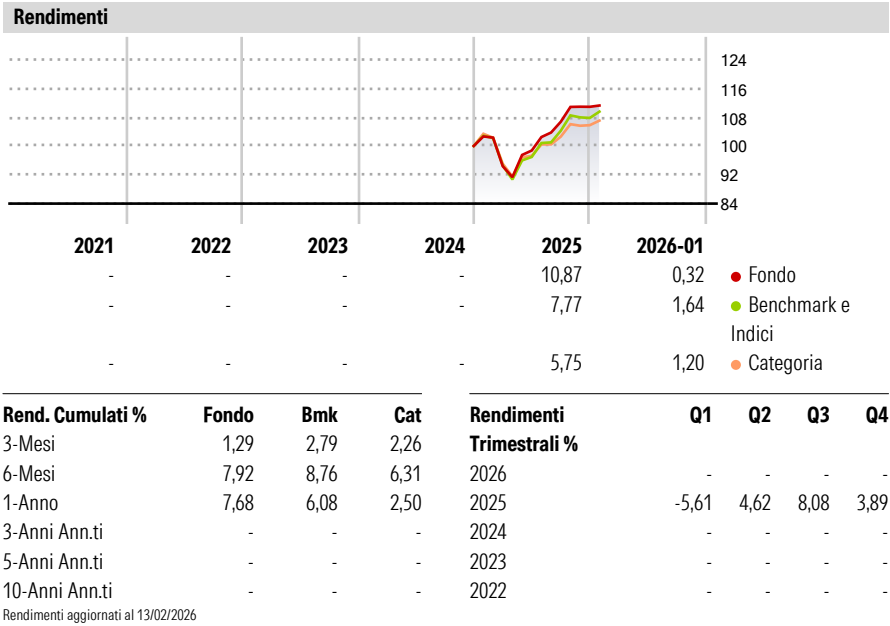 Rendimenti
124
116
108
100
92
84
2021 2022 2023 2024 2025 2026-01
- - - - 10,87 0,32 Fondo
- - - - 7,77 1,64 Benchmark e
Indici
- - - - 5,75 1,20 Categoria
Rend. Cumulati % Fondo Bmk Cat
3-Mesi 1,29 2,79 2,26
6-Mesi 7,92 8,76 6,31
1-Anno 7,68 6,08 2,50
3-Anni Ann.ti - - -
5-Anni Ann.ti - - -
10-Anni Ann.ti - - -
Rendimenti Q1 Q2 Q3 Q4
Trimestrali %
2026 - - - -
2025 -5,61 4,62 8,08 3,89
2024 - - - -
2023 - - - -
2022 - - - -
Rendimenti aggiornati al 13/02/2026